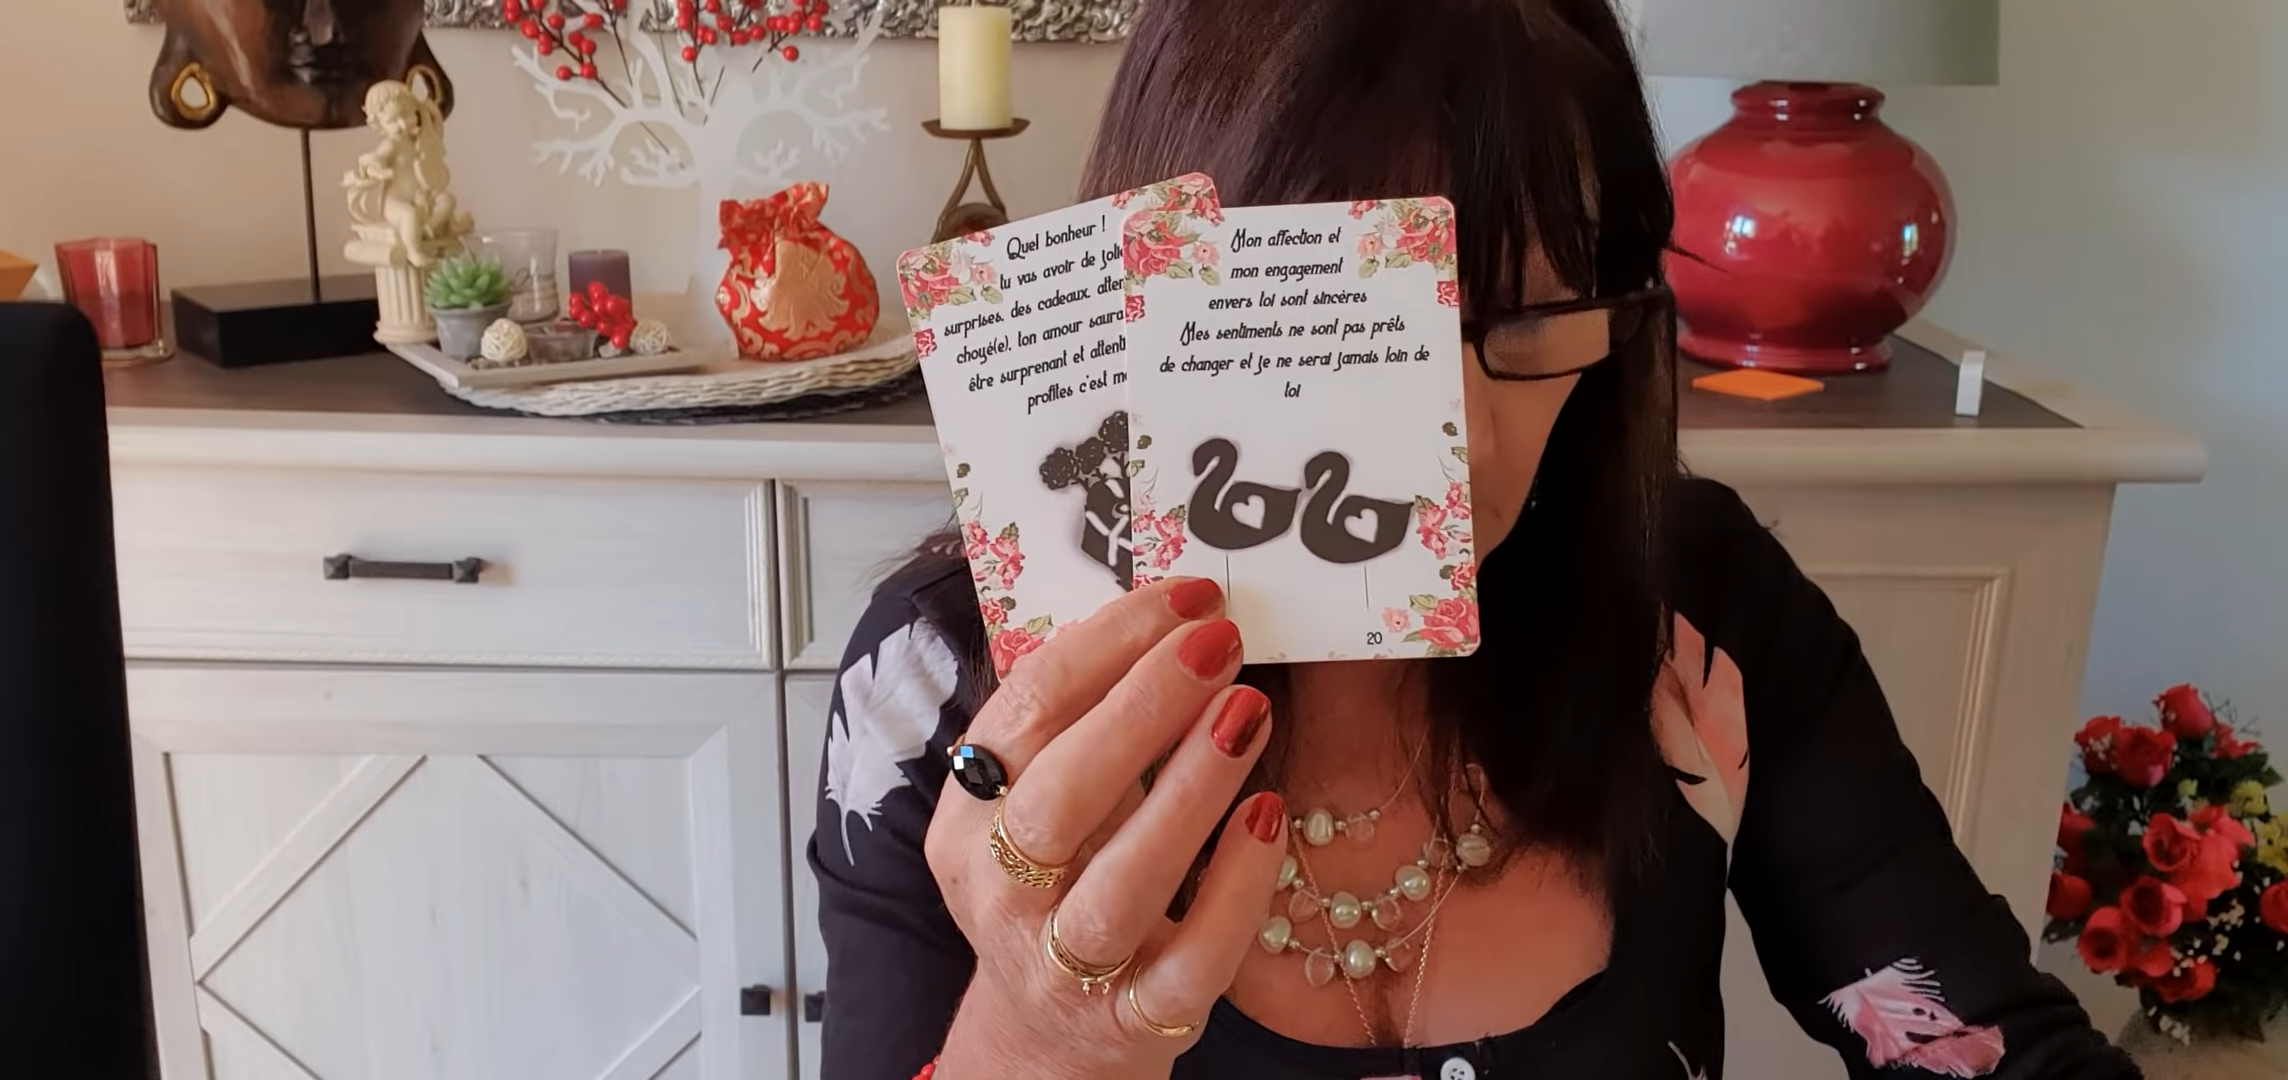 Quel bonheur !
tu vas avoir de
surprises, des cadeaux,
choyé(e), ton amour saura
être surprenant et
profites c'est
Mon affection et
mon engagement
envers toi sont sincères
Mes sentiments ne sont pas prêts
de changer et je ne serai jamais loin de
toi
20